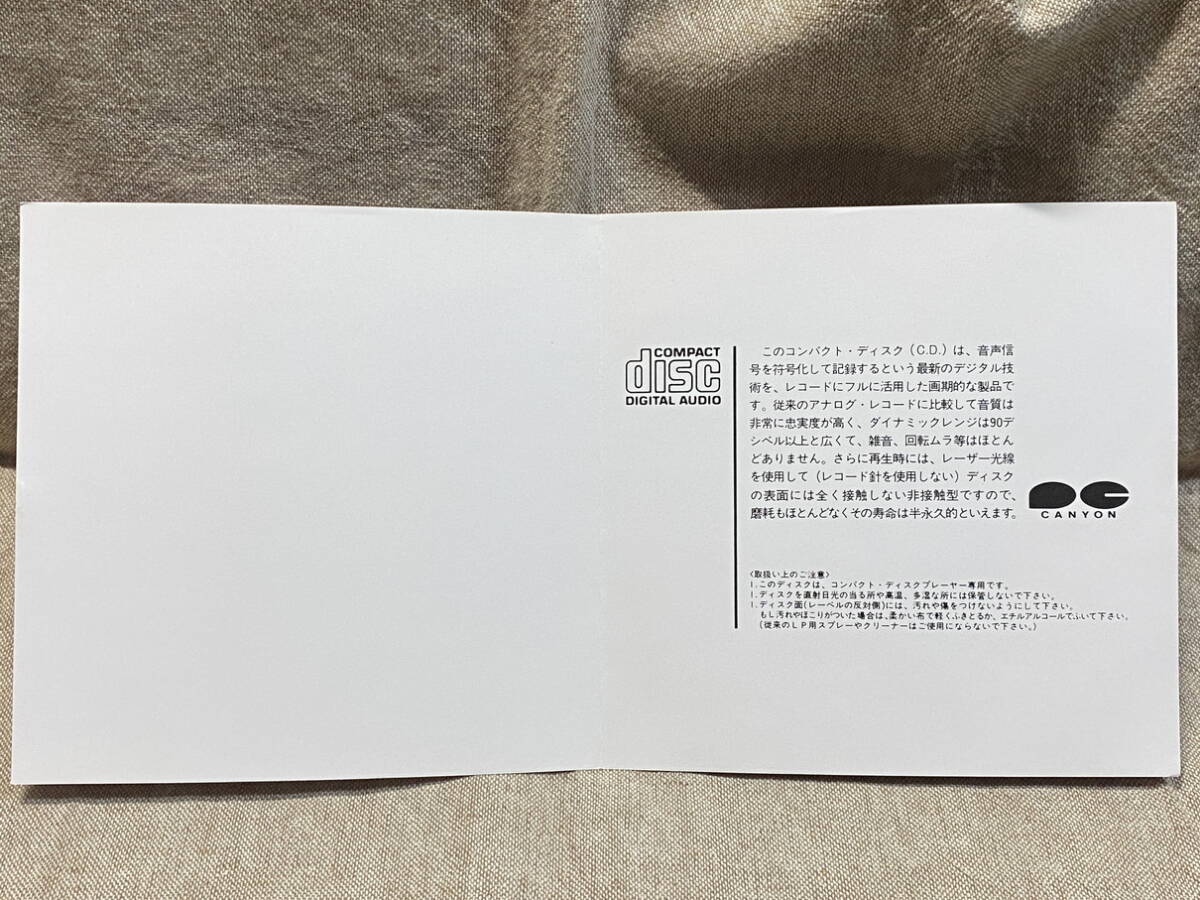 COMPACT
disc
DIGITAL AUDIO
このコンパクト・ディスク(C.D.)は、音声信
号を符号化して記録するという最新のデジタル技
術を、レコードにフルに活用した画期的な製品で
す。従来のアナログ・レコードに比較して音質は
非常に忠実度が高く、ダイナミックレンジは90デ
シベル以上と広くて、雑音、回転ムラ等はほとん
どありません。さらに再生時には、レーザー光線
を使用して(レコード針を使用しない)ディスク
の表面には全く接触しない非接触型ですので、
磨耗もほとんどなくその寿命は半永久的といえます。
CANYON
〈取扱い上のご注意〉
1.このディスクは、コンパクト・ディスクプレーヤー専用です。
1.ディスクを直射日光の当る所や高温、多湿な所には保管しないで下さい。
1.ディスク面(レーベルの反対側)には、汚れや傷をつけないようにして下さい。
もし汚れやほこりがついた場合は、柔かい布で軽くふきとるか、エチルアルコールでふいて下さい。
(従来のLP用スプレーやクリーナーはご使用にならないで下さい。)